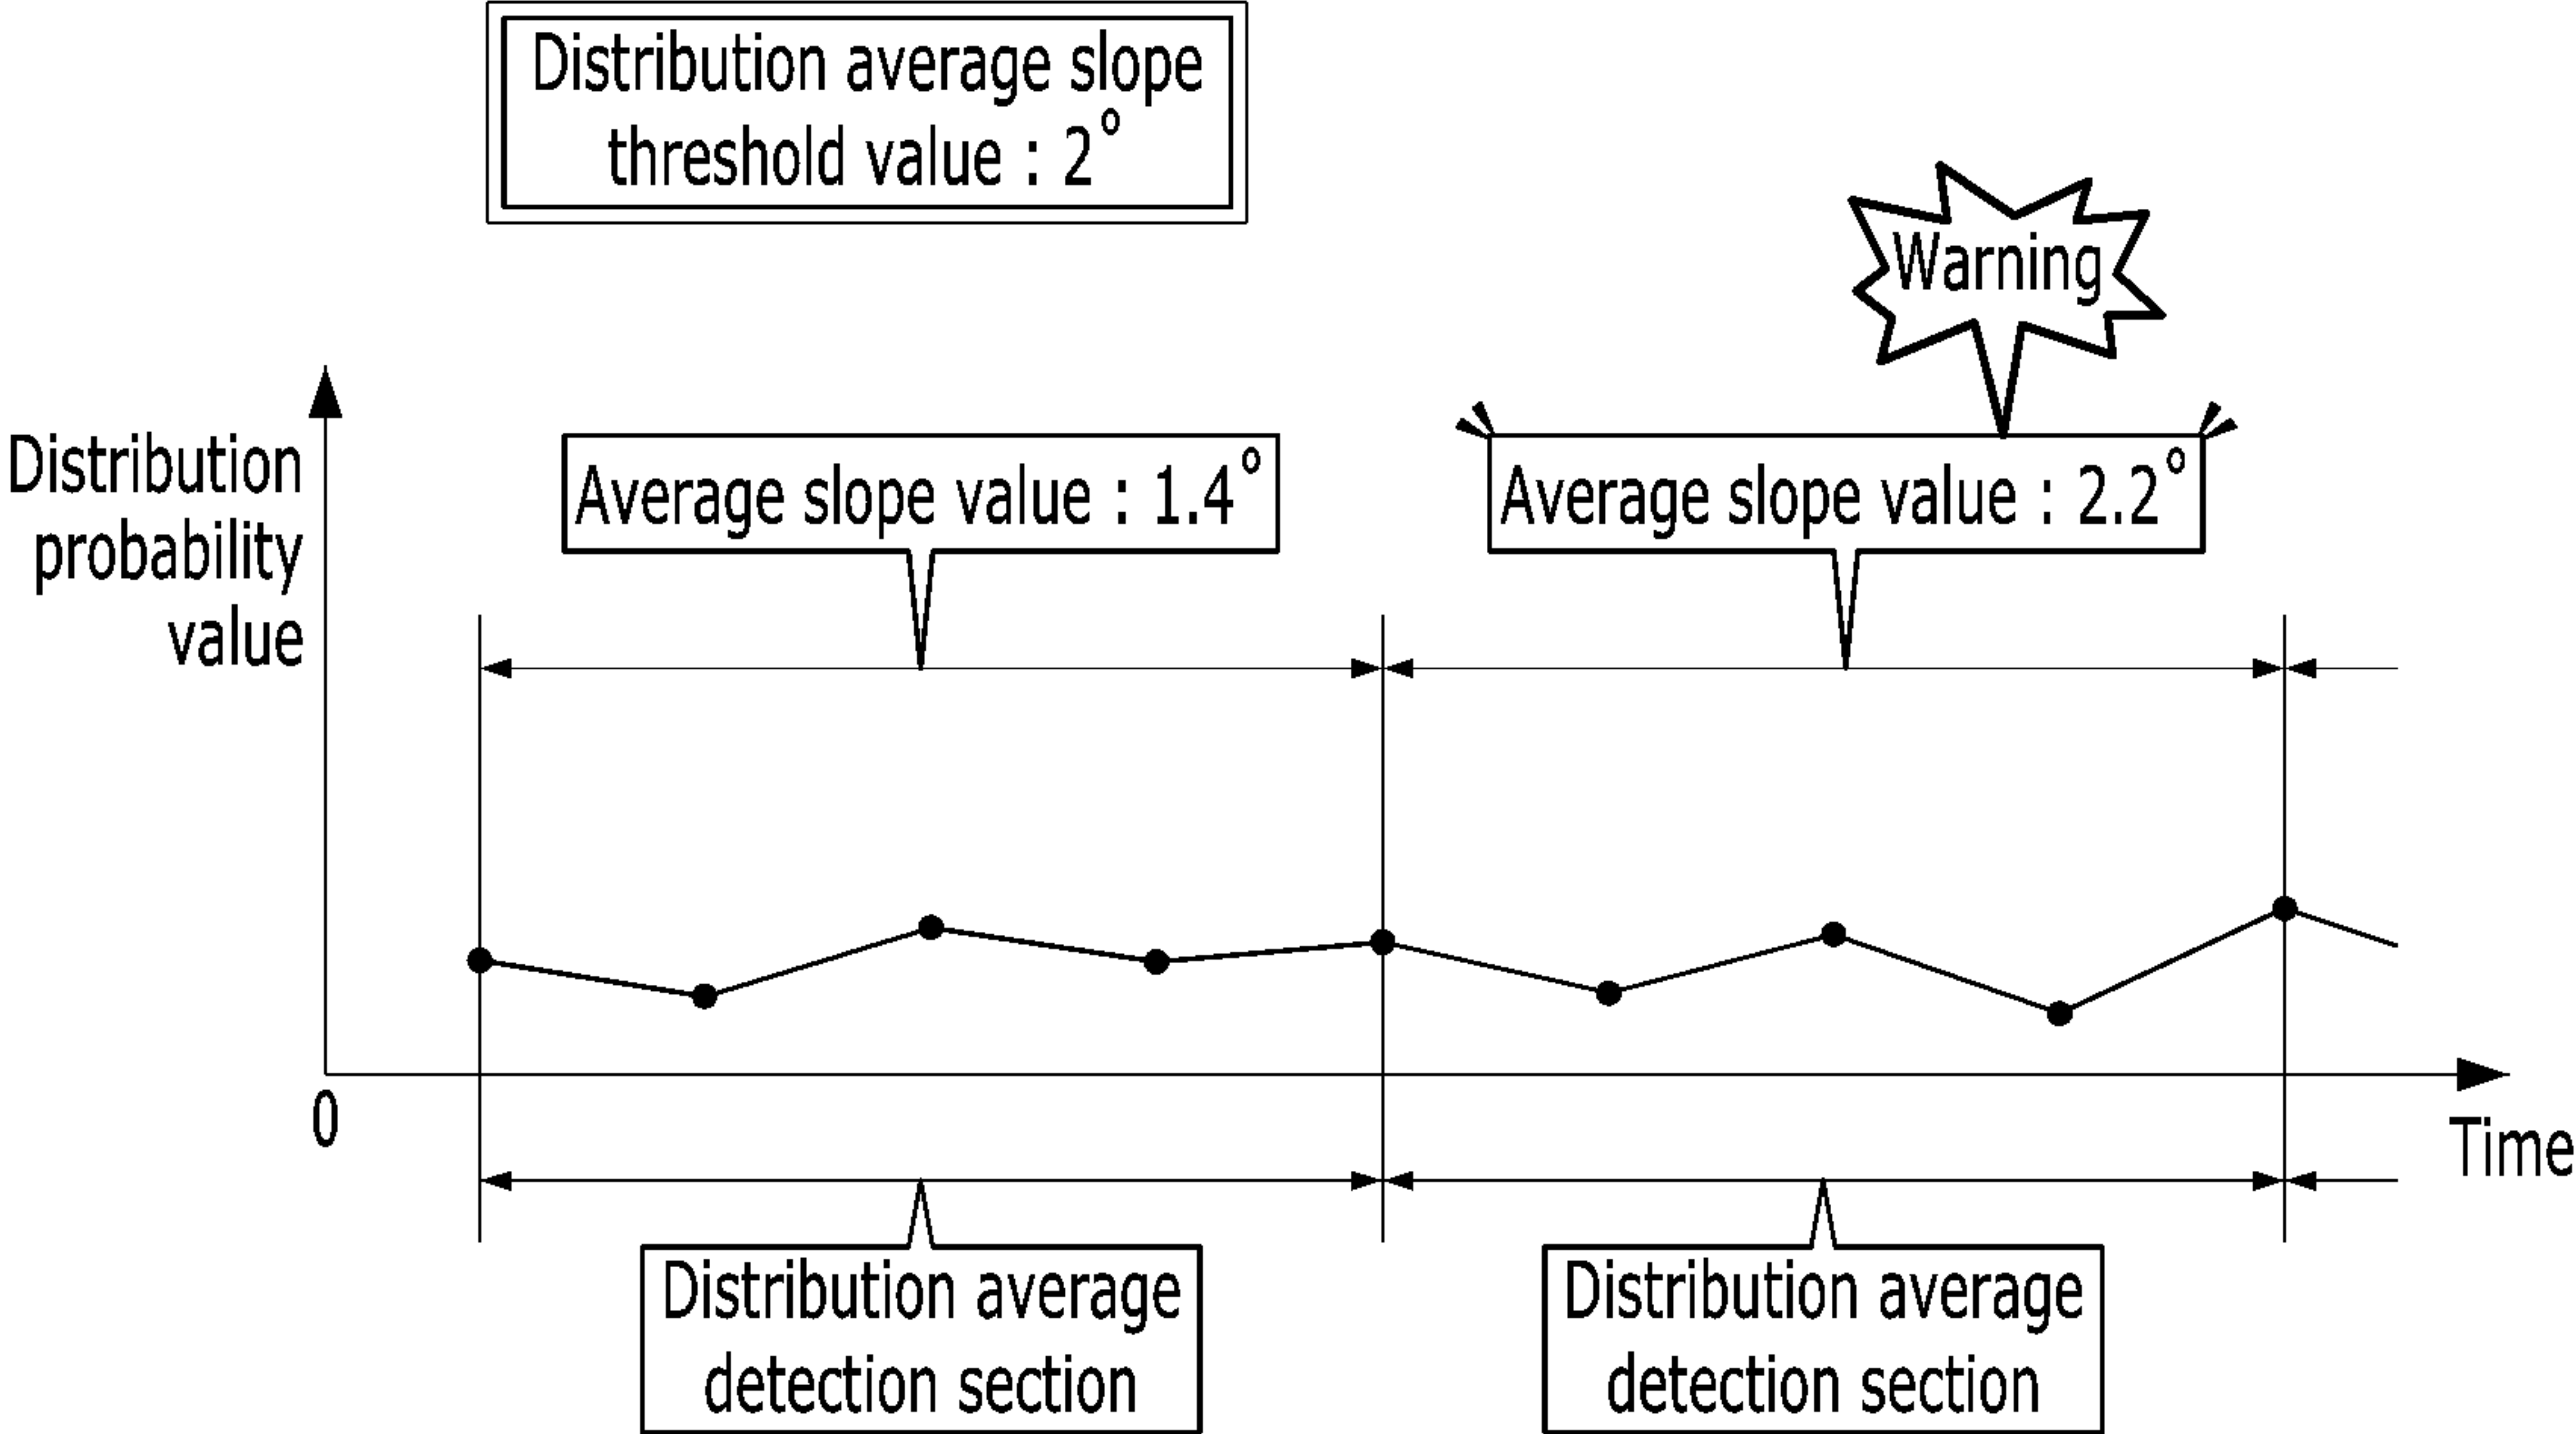 Distribution average slope
threshold value : 2°
Warning
Distribution
probability
value
Average slope value : 1.4°
Average slope value : 2.2°
0
Time
Distribution average
detection section
Distribution average
detection section